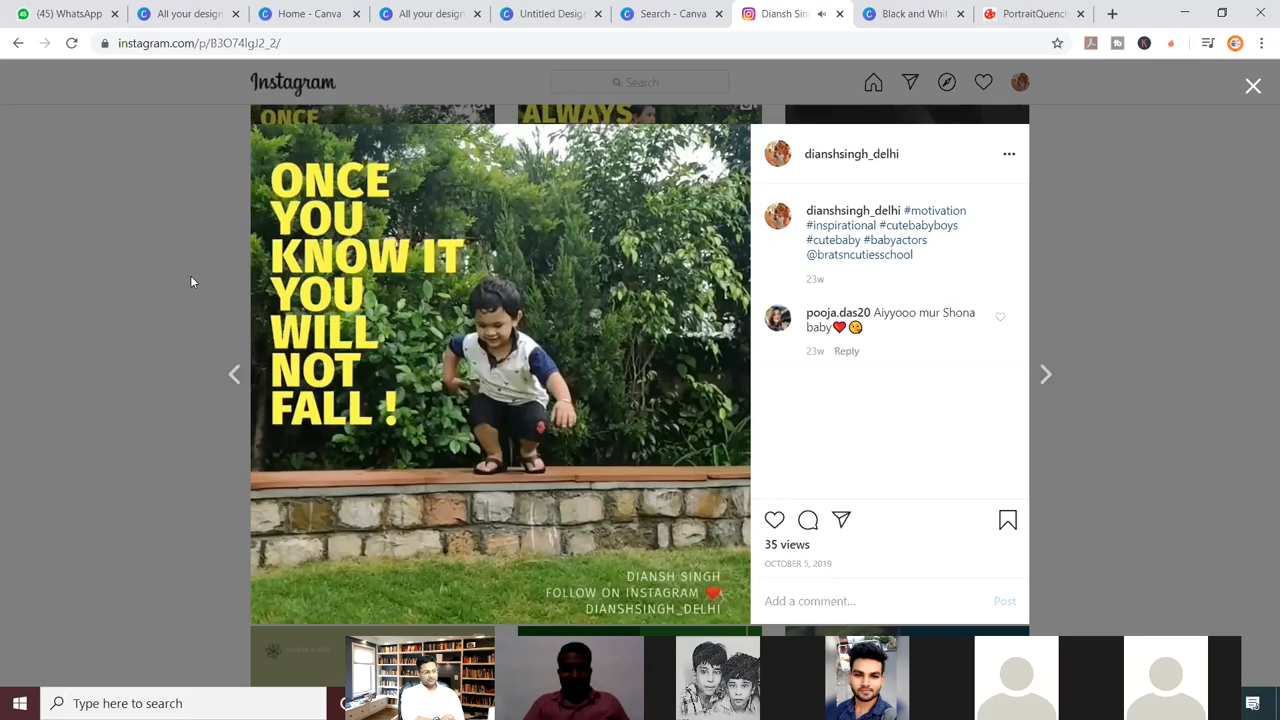 (45) WhatsApp
All your design
Home - Canva
All your design
Untitled Design
Search - Canva
Diansh Sin
Black and Whit
PortraitQuench
instagram.com/p/B3O74lgJ2_2/
Instagram
Search
ONCE
ALWAYS
ONCE
YOU
KNOW IT
YOU
WILL
NOT
FALL !
DIANSH SINGH
FOLLOW ON INSTAGRAM ❤️
DIANSHSINGH_DELHI
dianshsingh_delhi
dianshsingh_delhi #motivation
#inspirational #cutebabyboys
#cutebaby #babyactors
@bratsncutiesschool
23w
pooja.das20 Aiyyooo mur Shona
baby❤️😘
23w Reply
35 views
OCTOBER 5, 2019
Add a comment... Post
Type here to search